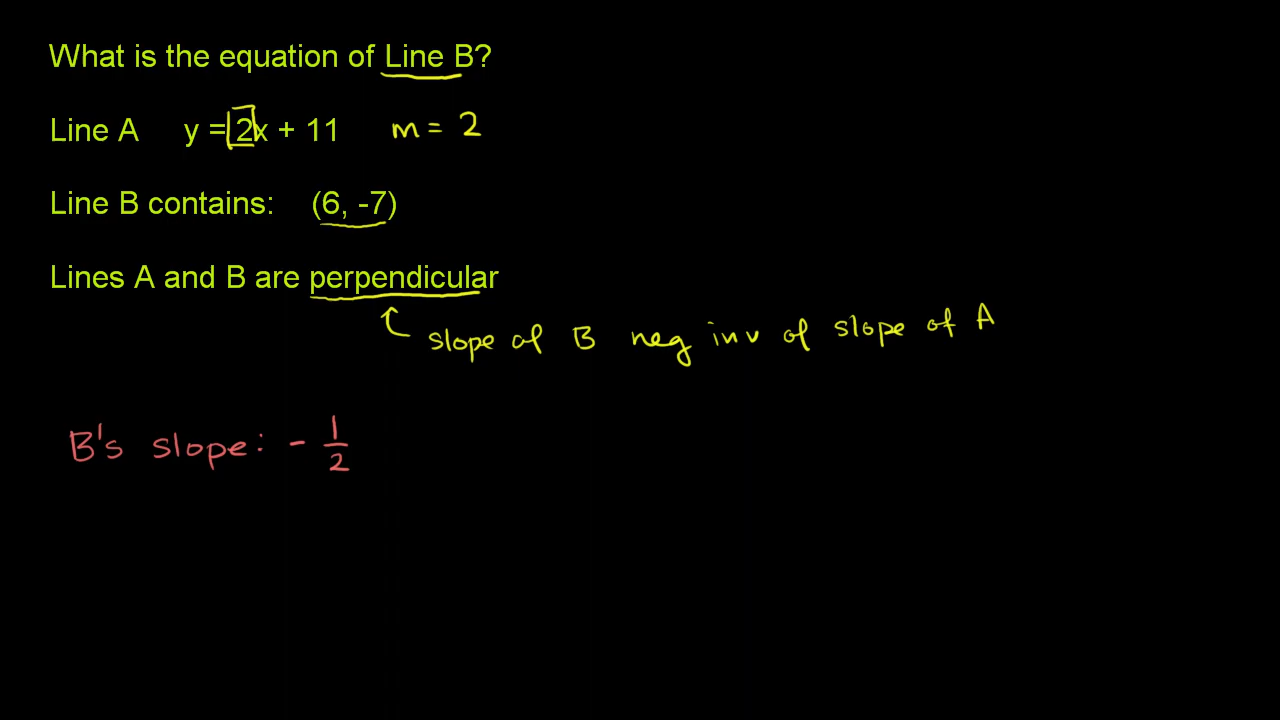 What is the equation of Line B?
Line A y = 2x + 11 m = 2
Line B contains: (6, -7)
Lines A and B are perpendicular
slope of B neg inv of slope of A
B's slope: - 1/2